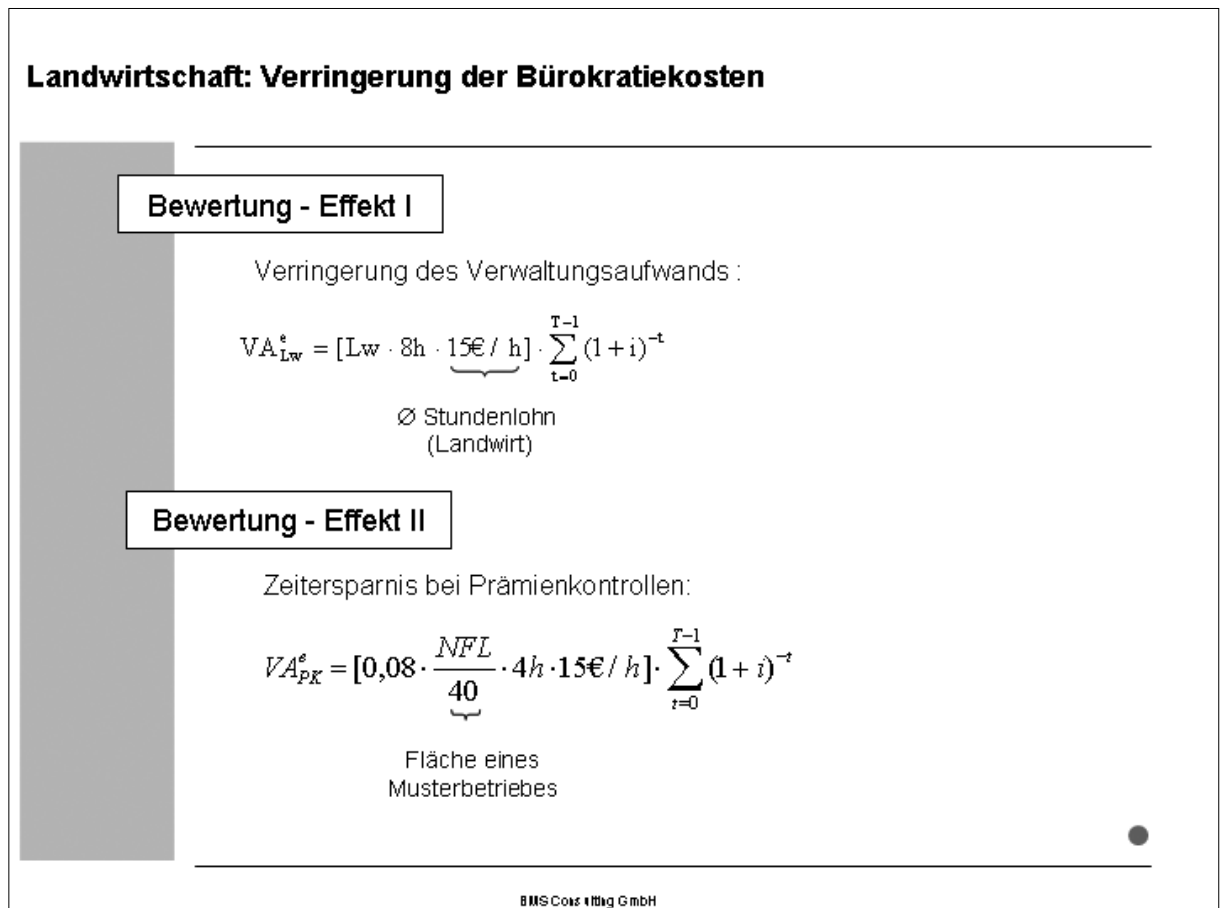 Landwirtschaft: Verringerung der Bürokratiekosten
Bewertung - Effekt I
Verringerung des Verwaltungsaufwands :
VA^e_Lw = [Lw · 8h · 15€ / h] · ∑_{t=0}^{T-1} (1 + i)^{-t}
Ø Stundenlohn
(Landwirt)
Bewertung - Effekt II
Zeitersparnis bei Prämienkontrollen:
VA^e_PK = [0,08 · NFL/40 · 4h · 15€ / h] · ∑_{t=0}^{T-1} (1 + i)^{-t}
Fläche eines
Musterbetriebes
BMS Consulting GmbH